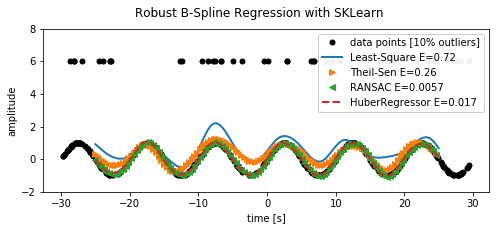 Robust B-Spline Regression with SKLearn
data points [10% outliers]
Least-Square E=0.72
Theil-Sen E=0.26
RANSAC E=0.0057
HuberRegressor E=0.017
amplitude
8
6
4
2
0
−2
−30
−20
−10
0
10
20
30
time [s]